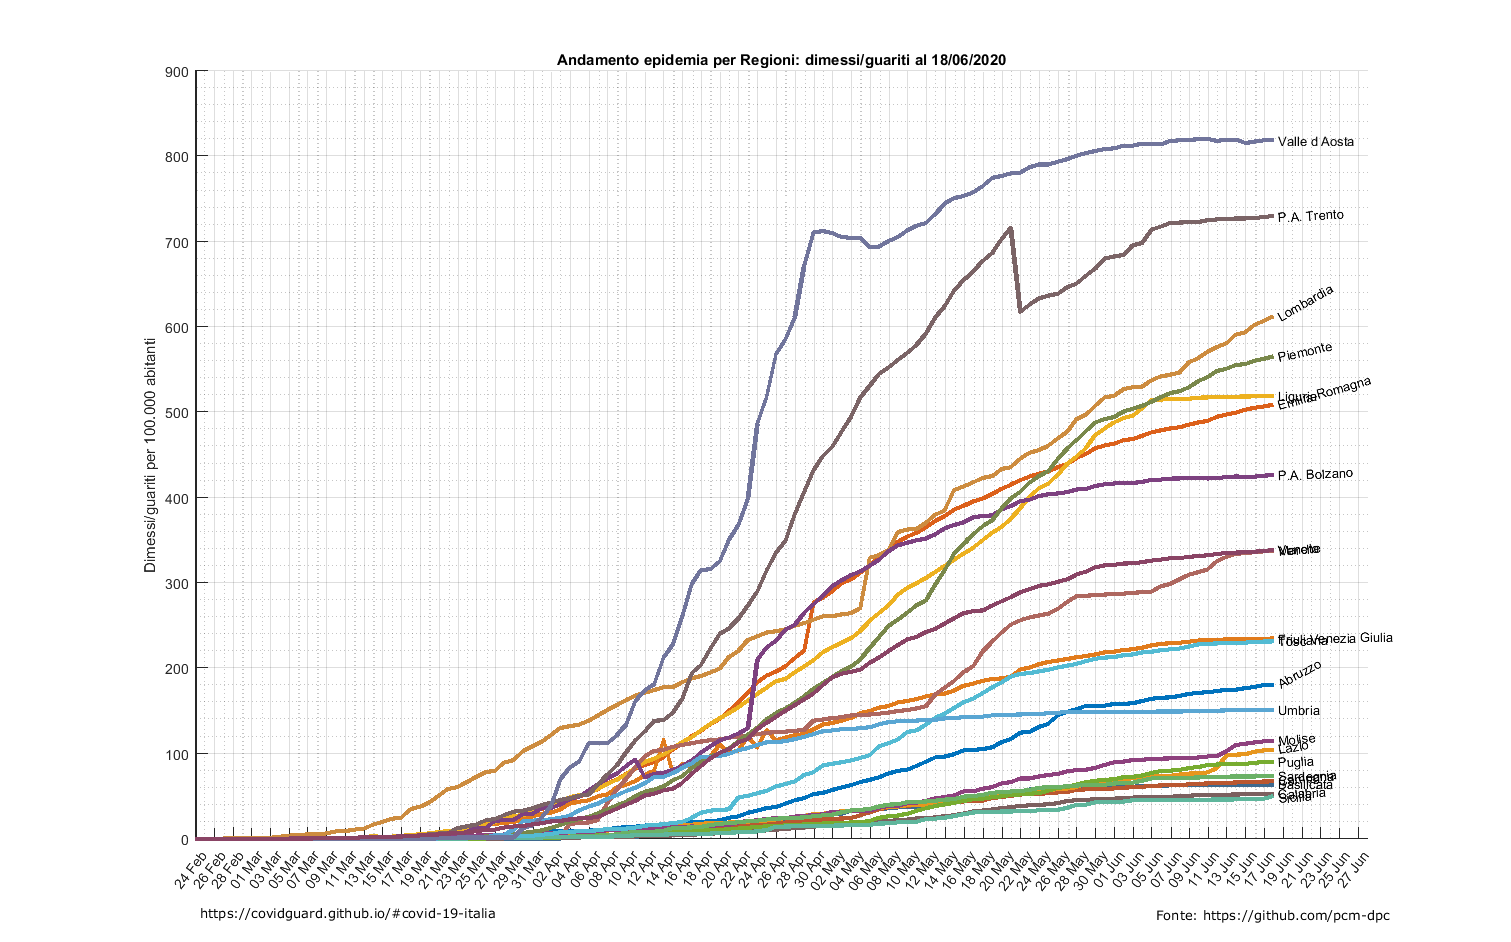 Andamento epidemia per Regioni: dimessi/guariti al 18/06/2020
Dimessi/guariti per 100.000 abitanti
900
800
700
600
500
400
300
200
100
0
Valle d Aosta
P.A. Trento
Lombardia
Piemonte
Liguria
Emilia Romagna
P.A. Bolzano
Marche
Veneto
Friuli Venezia Giulia
Toscana
Abruzzo
Umbria
Molise
Lazio
Puglia
Sardegna
Basilicata
Calabria
Sicilia
24 Feb
26 Feb
28 Feb
01 Mar
03 Mar
05 Mar
07 Mar
09 Mar
11 Mar
13 Mar
15 Mar
17 Mar
19 Mar
21 Mar
23 Mar
25 Mar
27 Mar
29 Mar
31 Mar
02 Apr
04 Apr
06 Apr
08 Apr
10 Apr
12 Apr
14 Apr
16 Apr
18 Apr
20 Apr
22 Apr
24 Apr
26 Apr
28 Apr
30 Apr
02 May
04 May
06 May
08 May
10 May
12 May
14 May
16 May
18 May
20 May
22 May
24 May
26 May
28 May
30 May
01 Jun
03 Jun
05 Jun
07 Jun
09 Jun
11 Jun
13 Jun
15 Jun
17 Jun
19 Jun
21 Jun
23 Jun
25 Jun
27 Jun
https://covidguard.github.io/#covid-19-italia
Fonte: https://github.com/pcm-dpc